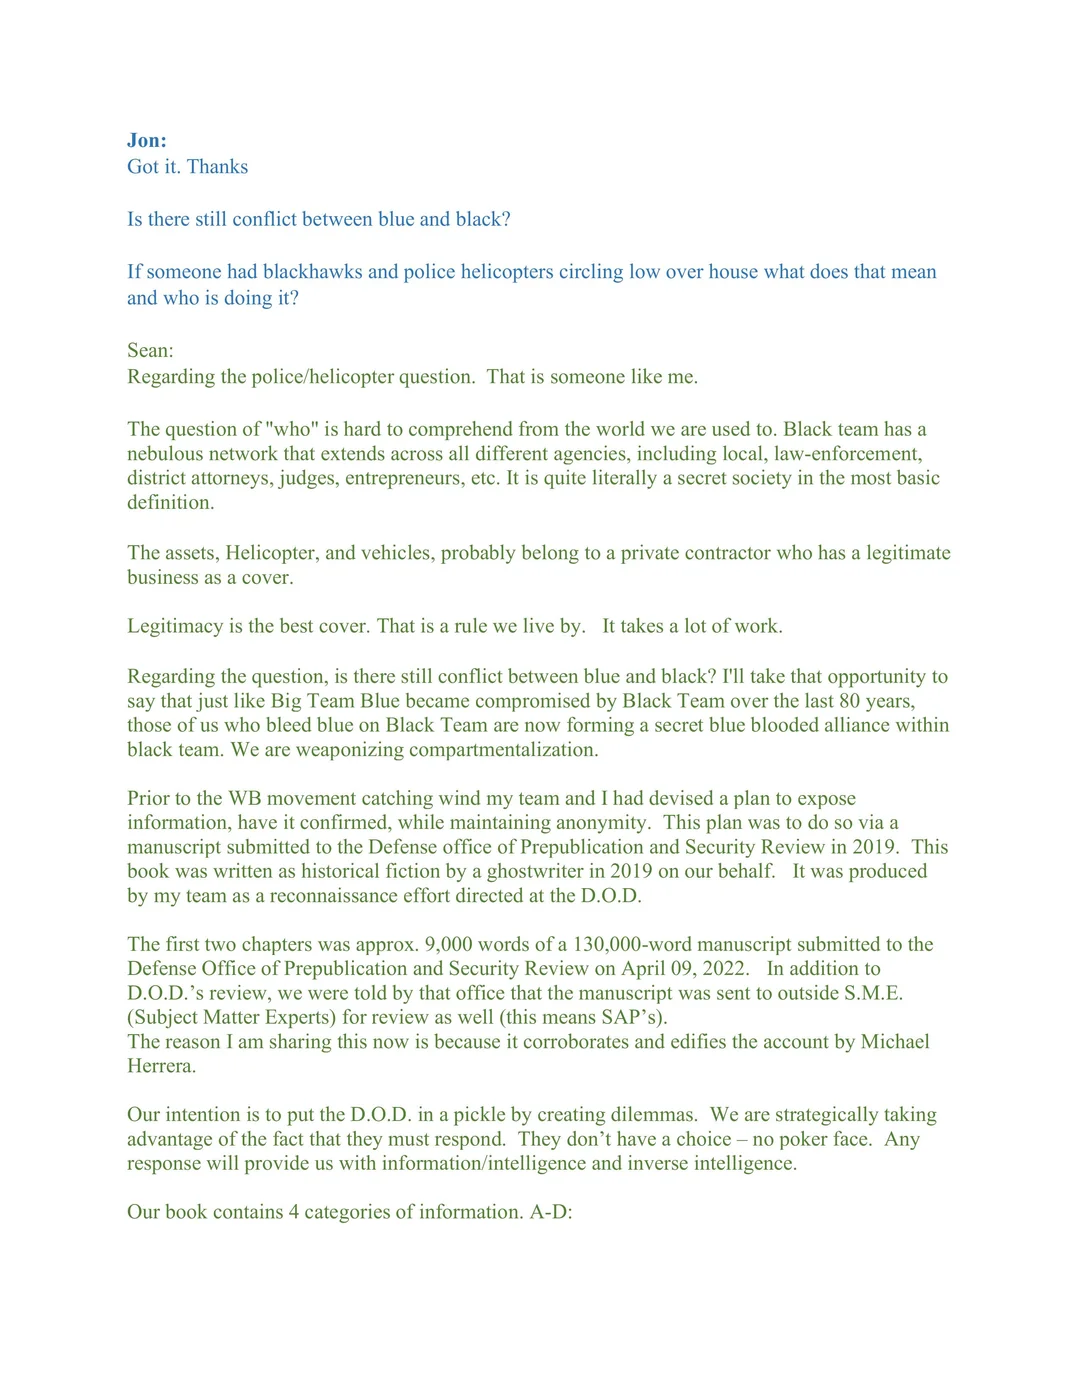 Jon:
Got it. Thanks
Is there still conflict between blue and black?
If someone had blackhawks and police helicopters circling low over house what does that mean
and who is doing it?
Sean:
Regarding the police/helicopter question.  That is someone like me.
The question of "who" is hard to comprehend from the world we are used to. Black team has a
nebulous network that extends across all different agencies, including local, law-enforcement,
district attorneys, judges, entrepreneurs, etc. It is quite literally a secret society in the most basic
definition.
The assets, Helicopter, and vehicles, probably belong to a private contractor who has a legitimate
business as a cover.
Legitimacy is the best cover. That is a rule we live by.   It takes a lot of work.
Regarding the question, is there still conflict between blue and black? I'll take that opportunity to
say that just like Big Team Blue became compromised by Black Team over the last 80 years,
those of us who bleed blue on Black Team are now forming a secret blue blooded alliance within
black team. We are weaponizing compartmentalization.
Prior to the WB movement catching wind my team and I had devised a plan to expose
information, have it confirmed, while maintaining anonymity.  This plan was to do so via a
manuscript submitted to the Defense office of Prepublication and Security Review in 2019.  This
book was written as historical fiction by a ghostwriter in 2019 on our behalf.   It was produced
by my team as a reconnaissance effort directed at the D.O.D.
The first two chapters was approx. 9,000 words of a 130,000-word manuscript submitted to the
Defense Office of Prepublication and Security Review on April 09, 2022.   In addition to
D.O.D.’s review, we were told by that office that the manuscript was sent to outside S.M.E.
(Subject Matter Experts) for review as well (this means SAP’s).
The reason I am sharing this now is because it corroborates and edifies the account by Michael
Herrera.
Our intention is to put the D.O.D. in a pickle by creating dilemmas.  We are strategically taking
advantage of the fact that they must respond.  They don’t have a choice – no poker face.  Any
response will provide us with information/intelligence and inverse intelligence.
Our book contains 4 categories of information. A-D: